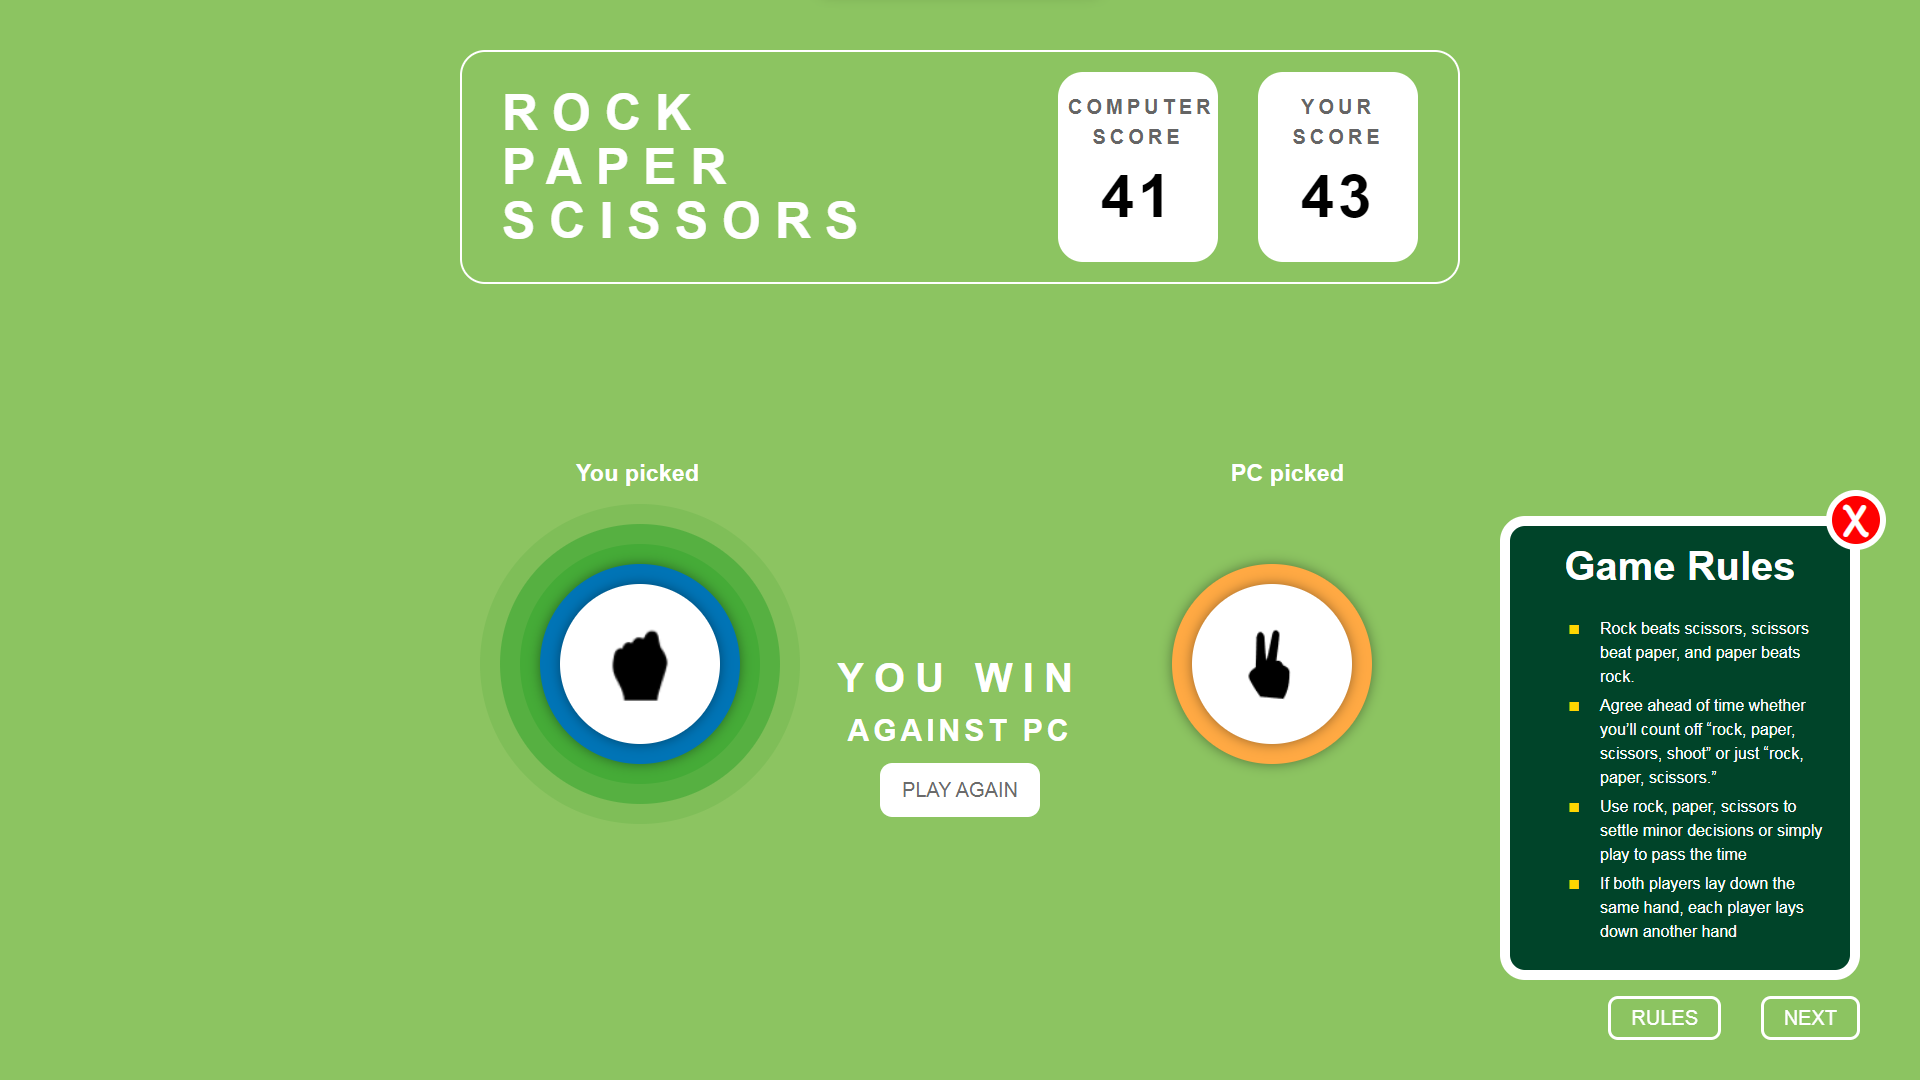 ROCK
PAPER
SCISSORS
COMPUTER
SCORE
41
YOUR
SCORE
43
You picked
PC picked
YOU WIN
AGAINST PC
PLAY AGAIN
X
Game Rules
Rock beats scissors, scissors
beat paper, and paper beats
rock.
Agree ahead of time whether
you’ll count off “rock, paper,
scissors, shoot” or just “rock,
paper, scissors.”
Use rock, paper, scissors to
settle minor decisions or simply
play to pass the time
If both players lay down the
same hand, each player lays
down another hand
RULES
NEXT